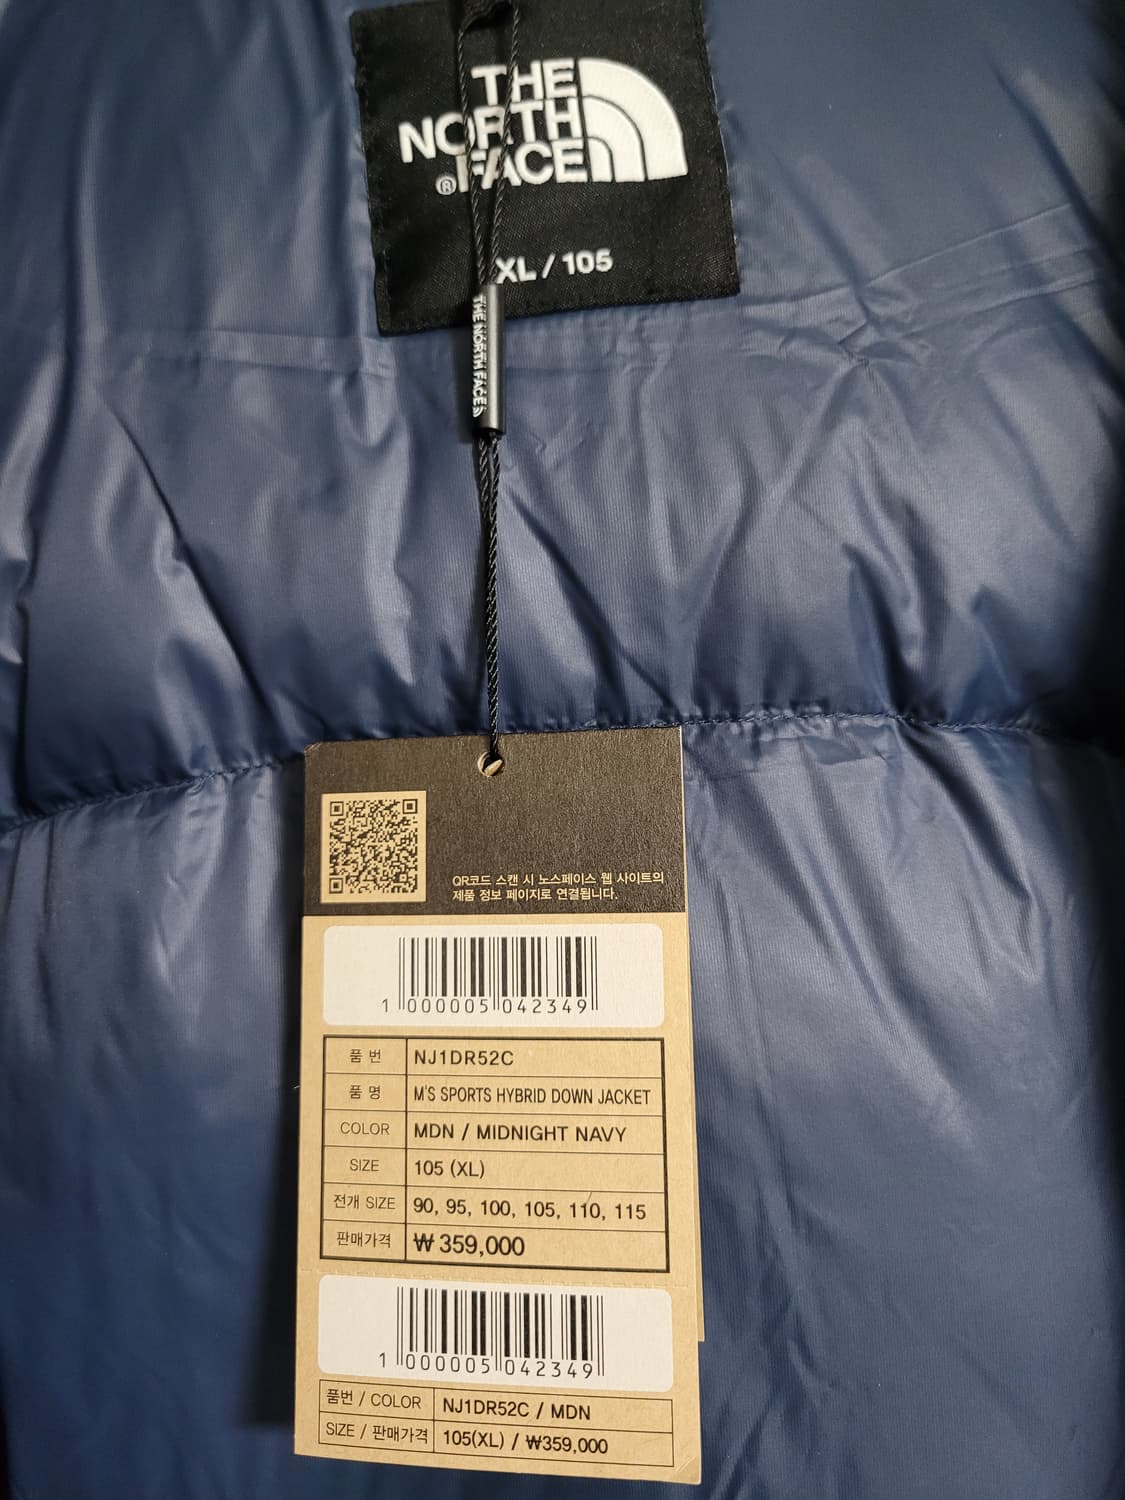 THE
NORTH
FACE
®
XL / 105
THE NORTH FACE
QR코드 스캔 시 노스페이스 웹 사이트의
제품 정보 페이지로 연결됩니다.
1 000005 042349
품 번 NJ1DR52C
품 명 M'S SPORTS HYBRID DOWN JACKET
COLOR MDN / MIDNIGHT NAVY
SIZE 105 (XL)
전개 SIZE 90, 95, 100, 105, 110, 115
판매가격 ₩ 359,000
1 000005 042349
품번 / COLOR NJ1DR52C / MDN
SIZE / 판매가격 105(XL) / ₩359,000